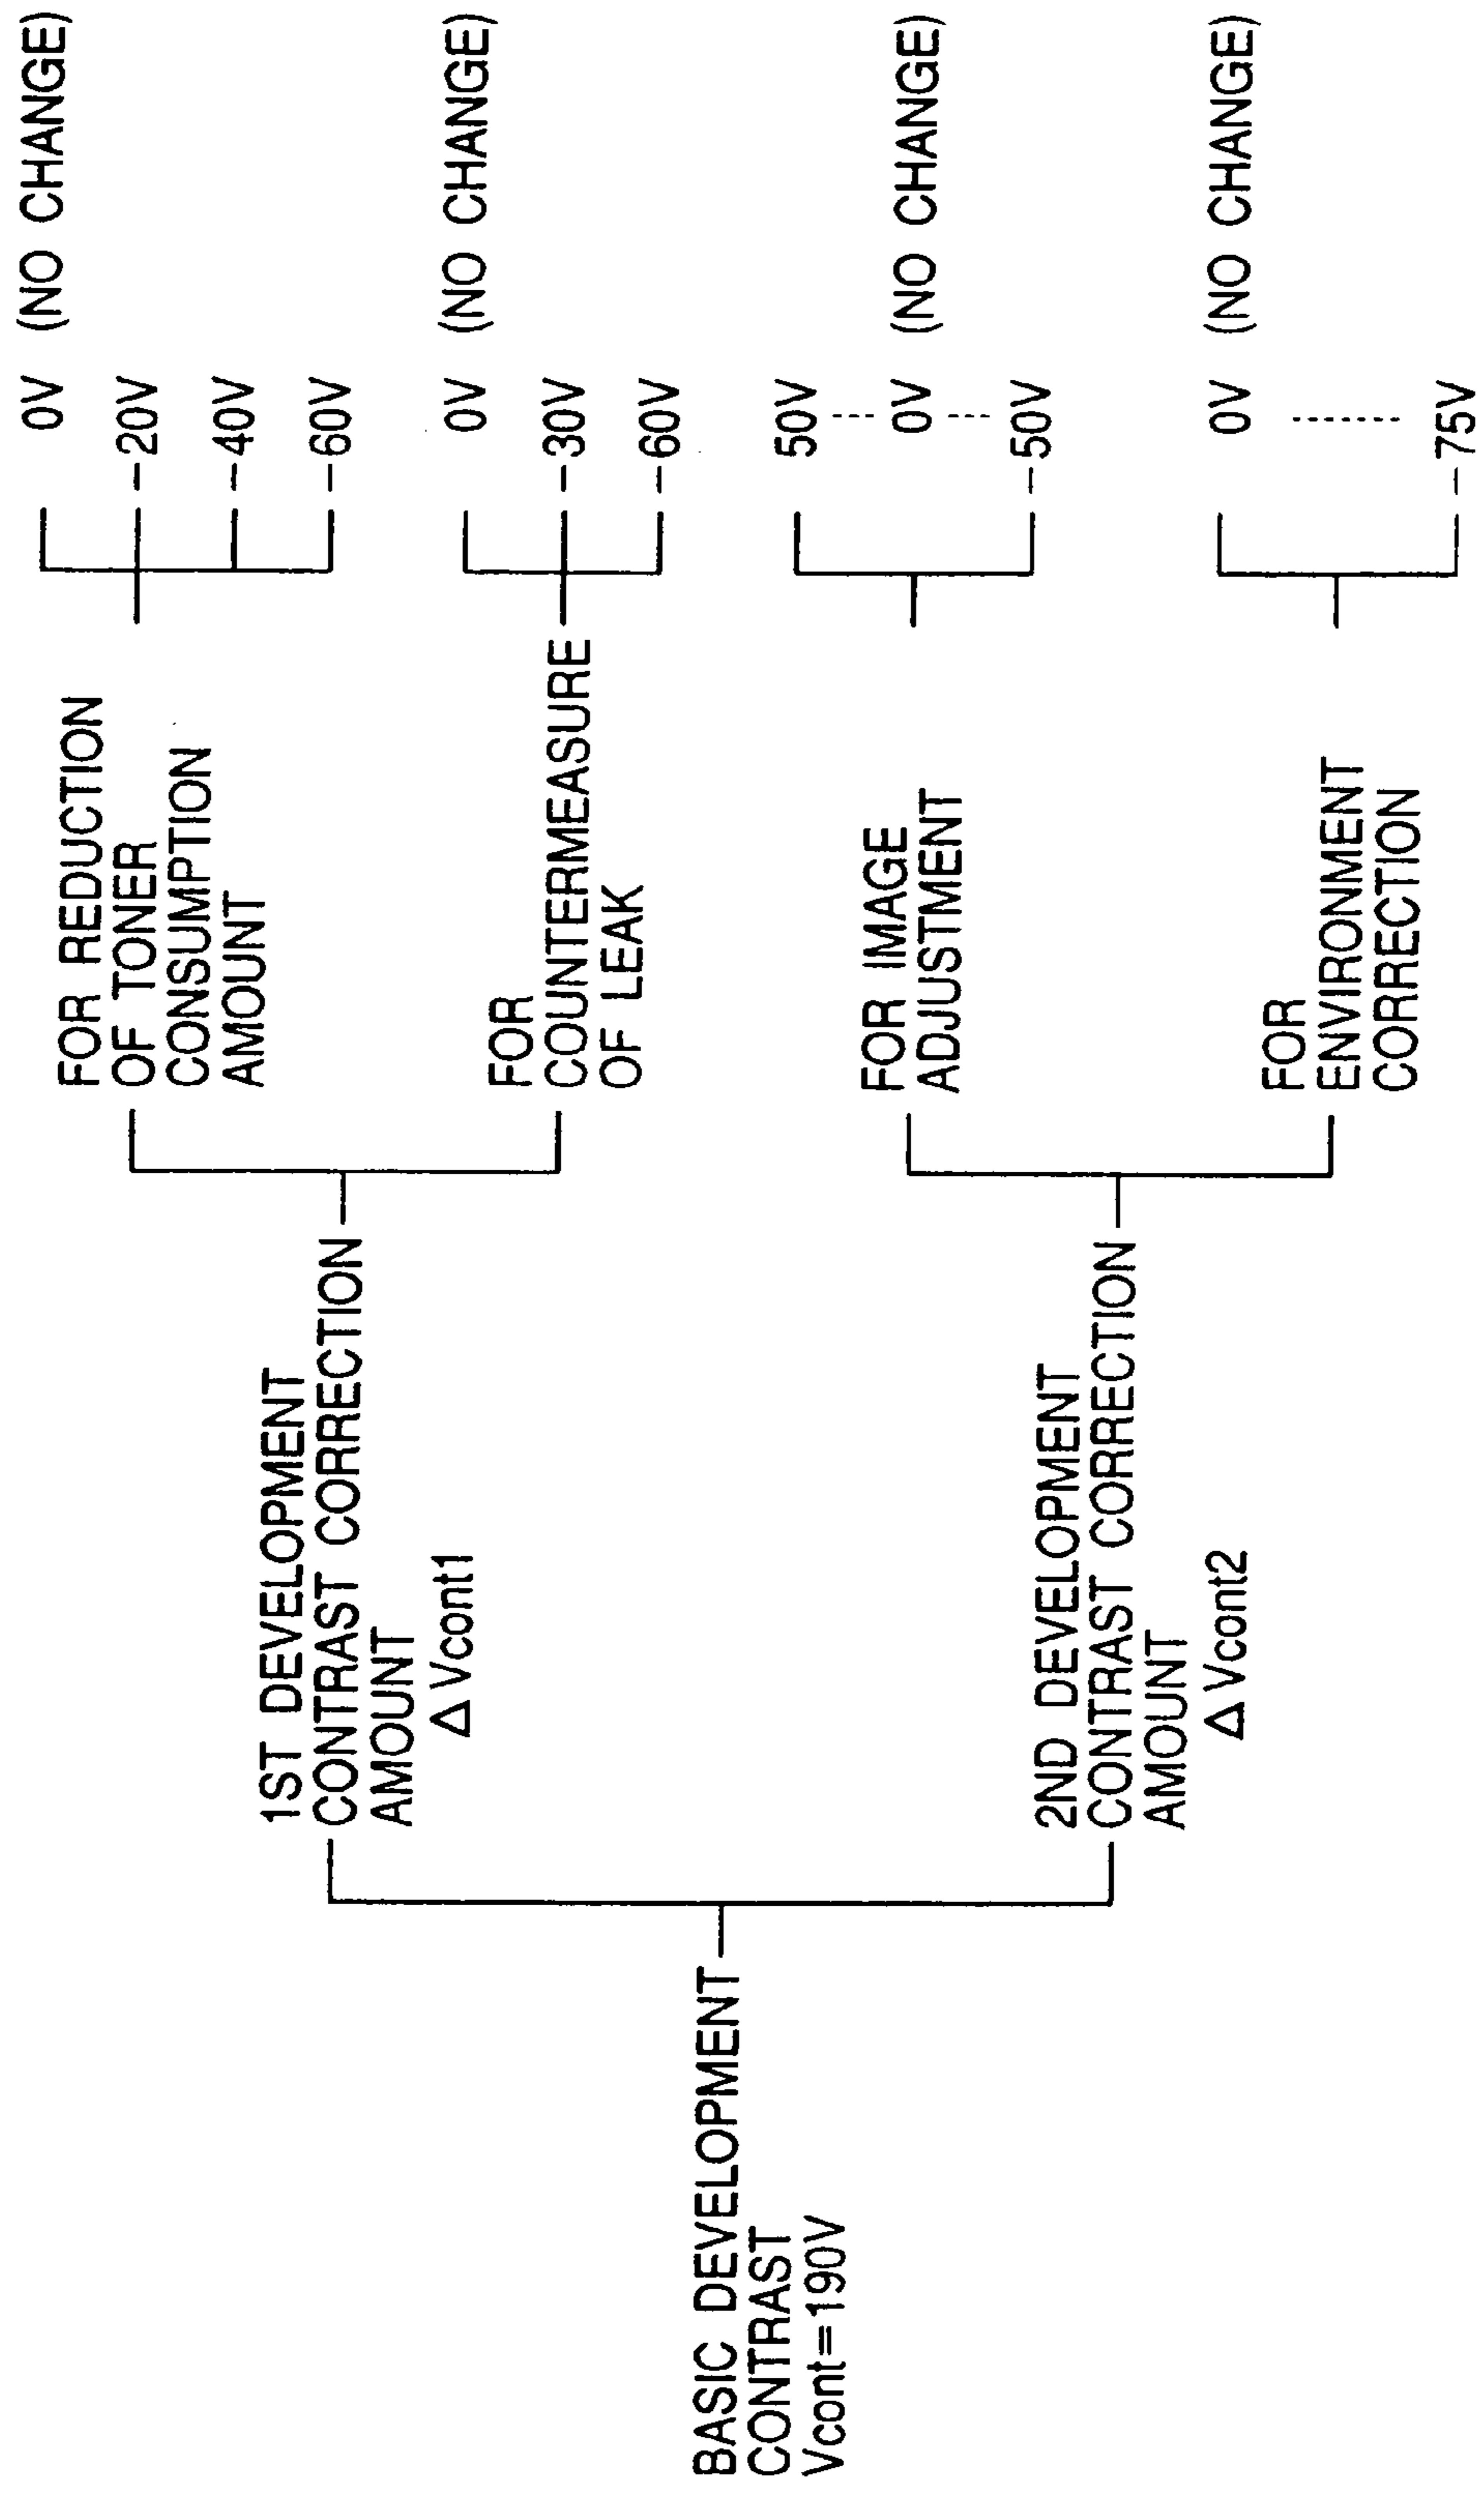 BASIC DEVELOPMENT
CONTRAST
Vcont=190V
1ST DEVELOPMENT
CONTRAST CORRECTION
AMOUNT
ΔVcont1
FOR REDUCTION
OF TONER
CONSUMPTION
AMOUNT
0V (NO CHANGE)
-20V
-40V
-60V
FOR
COUNTERMEASURE
OF LEAK
0V (NO CHANGE)
-30V
-60V
2ND DEVELOPMENT
CONTRAST CORRECTION
AMOUNT
ΔVcont2
FOR IMAGE
ADJUSTMENT
50V
0V (NO CHANGE)
-50V
FOR
ENVIRONMENT
CORRECTION
0V (NO CHANGE)
-75V